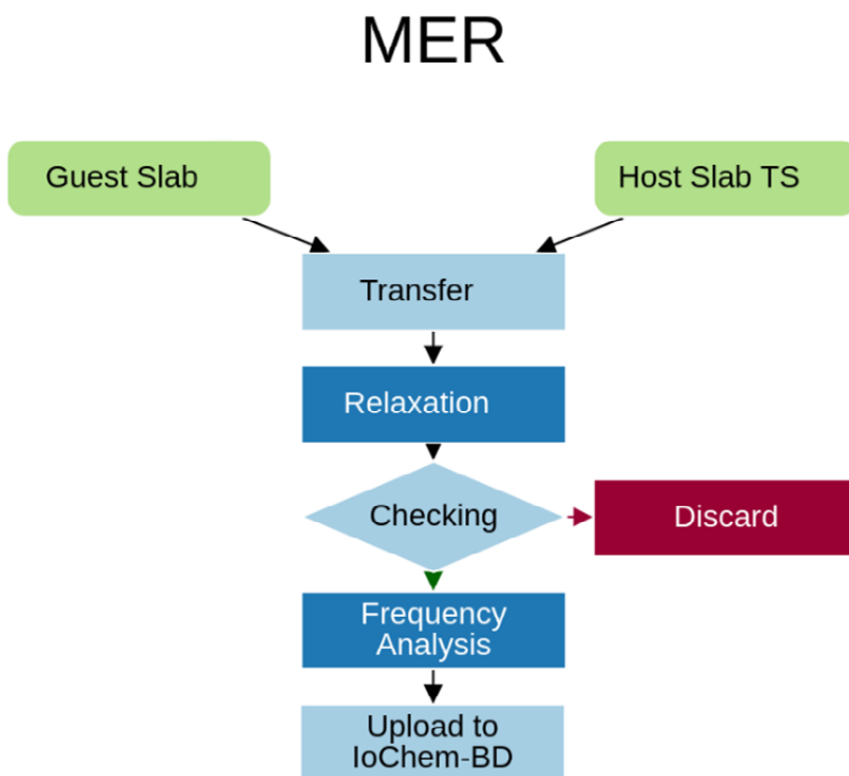 MER
Guest Slab
Host Slab TS
Transfer
Relaxation
Checking
Discard
Frequency
Analysis
Upload to
IoChem-BD